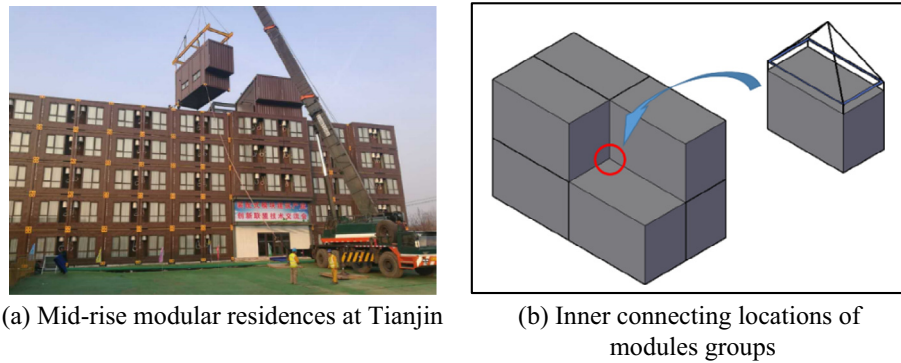 (a) Mid-rise modular residences at Tianjin
(b) Inner connecting locations of
modules groups